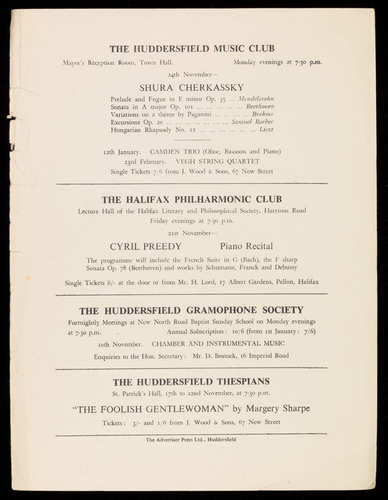 THE HUDDERSFIELD MUSIC CLUB
Mayor's Reception Room, Town Hall. Monday evenings at 7-30 p.m.
24th November—
SHURA CHERKASSKY
Prelude and Fugue in E minor Op. 35 ... Mendelssohn
Sonata in A major Op. 101 ... ... ... ... ... Beethoven
Variations on a theme by Paganini ... ... ... ... Brahms
Excursions Op. 20 ... ... ... ... ... ... Samuel Barber
Hungarian Rhapsody No. 12 ... ... ... ... ... ... Liszt
12th January. CAMDEN TRIO (Oboe, Bassoon and Piano)
23rd February. VEGH STRING QUARTET
Single Tickets 7/6 from J. Wood & Sons, 67 New Street
THE HALIFAX PHILHARMONIC CLUB
Lecture Hall of the Halifax Literary and Philosophical Society, Harrison Road
Friday evenings at 7-30 p.m.
21st November—
CYRIL PREEDY Piano Recital
The programme will include the French Suite in G (Bach), the F sharp
Sonata Op. 78 (Beethoven) and works by Schumann, Franck and Debussy
Single Tickets 6/- at the door or from Mr. H. Lord, 17 Albert Gardens, Pellon, Halifax
THE HUDDERSFIELD GRAMOPHONE SOCIETY
Fortnightly Meetings at New North Road Baptist Sunday School on Monday evenings
at 7-30 p.m. Annual Subscription: 10/6 (from 1st January: 7/6)
10th November. CHAMBER AND INSTRUMENTAL MUSIC
Enquiries to the Hon. Secretary: Mr. D. Bostock, 16 Imperial Road
THE HUDDERSFIELD THESPIANS
St. Patrick's Hall, 17th to 22nd November, at 7-30 p.m.
"THE FOOLISH GENTLEWOMAN" by Margery Sharpe
Tickets: 3/- and 1/6 from J. Wood & Sons, 67 New Street
The Advertiser Press Ltd., Huddersfield